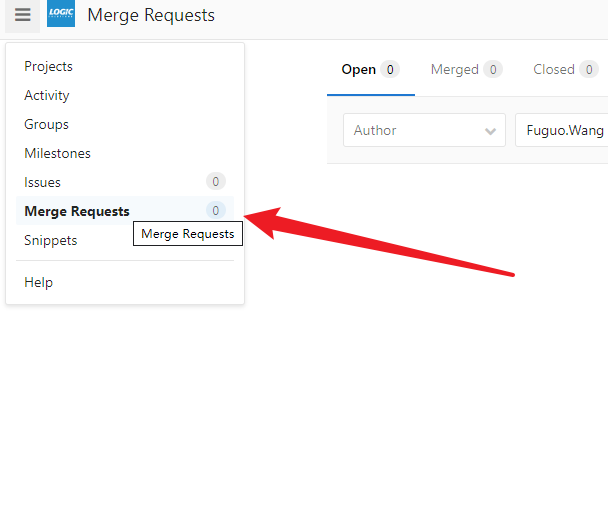 LOGIC
Merge Requests
Projects
Activity
Groups
Milestones
Issues 0
Merge Requests 0
Merge Requests
Snippets
Help
Open 0 Merged 0 Closed 0
Author Fuguo.Wang